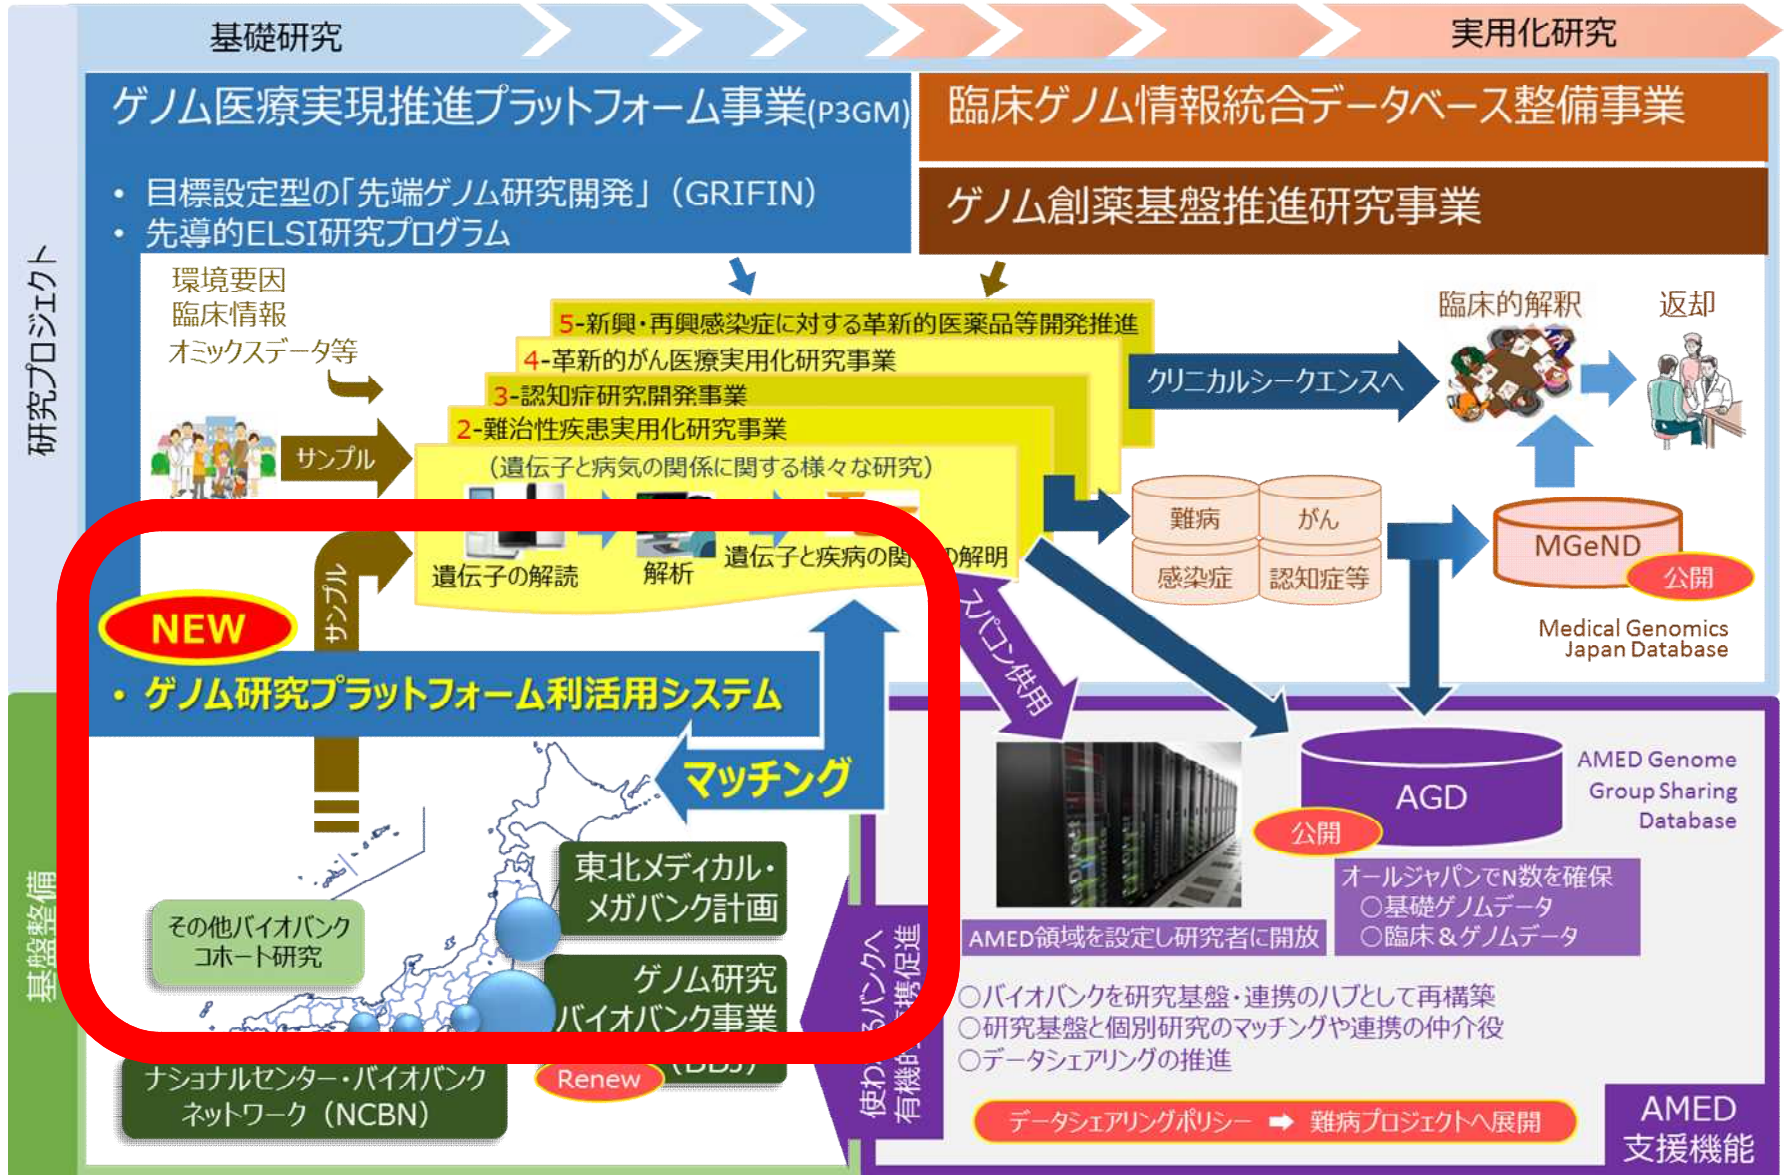 基礎研究
実用化研究
研究プロジェクト
ゲノム医療実現推進プラットフォーム事業(P3GM)
• 目標設定型の「先端ゲノム研究開発」（GRIFIN）
• 先導的ELSI研究プログラム
臨床ゲノム情報統合データベース整備事業
ゲノム創薬基盤推進研究事業
環境要因
臨床情報
オミックスデータ等
サンプル
5-新興・再興感染症に対する革新的医薬品等開発推進
4-革新的がん医療実用化研究事業
3-認知症研究開発事業
2-難治性疾患実用化研究事業
（遺伝子と病気の関係に関する様々な研究）
遺伝子の解読
解析
遺伝子と疾病の関の解明
クリニカルシークエンスへ
臨床的解釈
返却
難病
がん
感染症
認知症等
MGeND
公開
Medical Genomics
Japan Database
サンプル
NEW
• ゲノム研究プラットフォーム利活用システム
マッチング
スパコン供用
基盤整備
東北メディカル・
メガバンク計画
その他バイオバンク
コホート研究
ゲノム研究
バイオバンク事業
(BBJ)
Renew
ナショナルセンター・バイオバンク
ネットワーク（NCBN）
使わるバンクへ
有機的携促進
AGD
公開
AMED Genome
Group Sharing
Database
AMED領域を設定し研究者に開放
オールジャパンでN数を確保
○基礎ゲノムデータ
○臨床＆ゲノムデータ
○バイオバンクを研究基盤・連携のハブとして再構築
○研究基盤と個別研究のマッチングや連携の仲介役
○データシェアリングの推進
データシェアリングポリシー ➡ 難病プロジェクトへ展開
AMED
支援機能